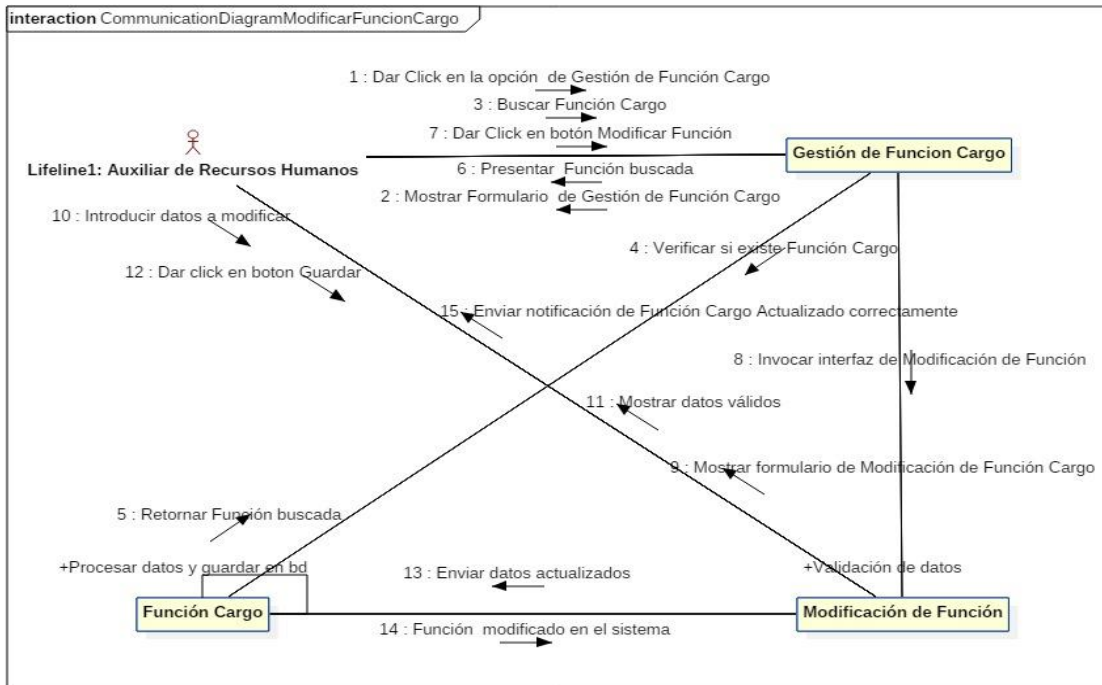 interaction CommunicationDiagramModificarFuncionCargo
1 : Dar Click en la opción de Gestión de Función Cargo
3 : Buscar Función Cargo
7 : Dar Click en botón Modificar Función
Gestión de Funcion Cargo
Lifeline1: Auxiliar de Recursos Humanos
6 : Presentar Función buscada
2 : Mostrar Formulario de Gestión de Función Cargo
10 : Introducir datos a modificar
4 : Verificar si existe Función Cargo
12 : Dar click en boton Guardar
15 : Enviar notificación de Función Cargo Actualizado correctamente
8 : Invocar interfaz de Modificación de Función
11 : Mostrar datos válidos
9 : Mostrar formulario de Modificación de Función Cargo
5 : Retornar Función buscada
+Procesar datos y guardar en bd
13 : Enviar datos actualizados
+Validación de datos
Función Cargo
Modificación de Función
14 : Función modificado en el sistema